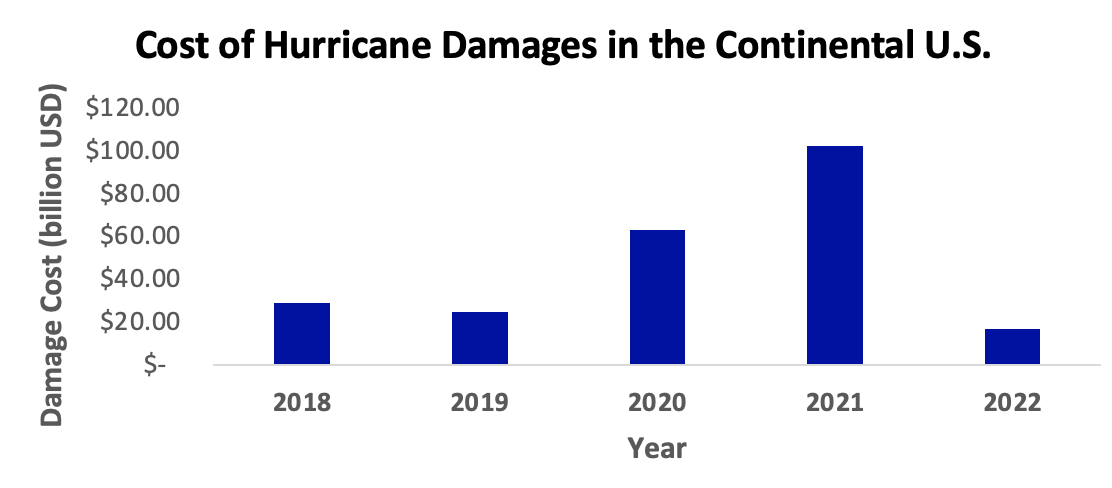 Cost of Hurricane Damages in the Continental U.S.
Damage Cost (billion USD)
$120.00
$100.00
$80.00
$60.00
$40.00
$20.00
$-
2018 2019 2020 2021 2022
Year